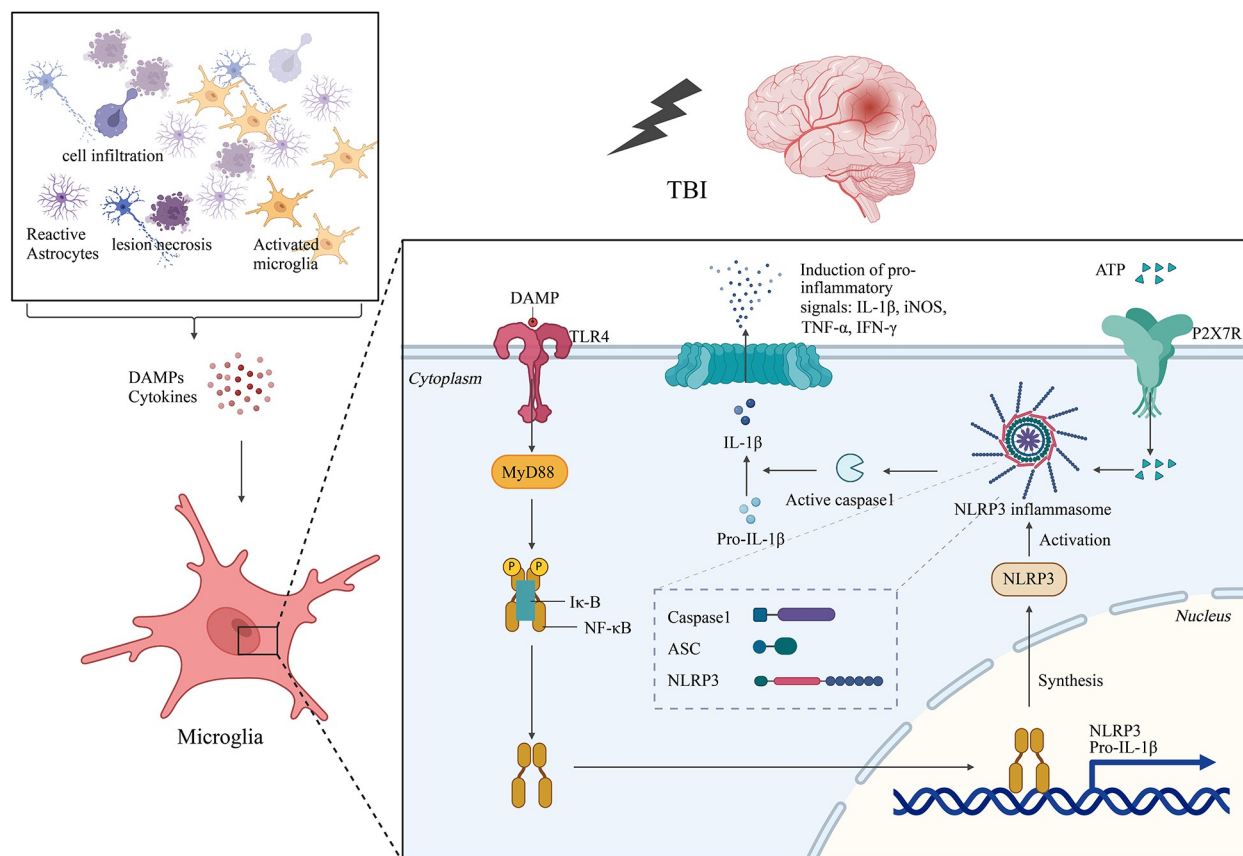 cell infiltration
Reactive
Astrocytes
lesion necrosis
Activated
microglia
DAMPs
Cytokines
Microglia
TBI
DAMP
TLR4
Cytoplasm
MyD88
P
P
Iκ-B
NF-κB
Induction of pro-
inflammatory
signals: IL-1β, iNOS,
TNF-α, IFN-γ
IL-1β
Pro-IL-1β
Active caspase1
ATP
P2X7R
NLRP3 inflammasome
Activation
NLRP3
Caspase1
ASC
NLRP3
Nucleus
Synthesis
NLRP3
Pro-IL-1β